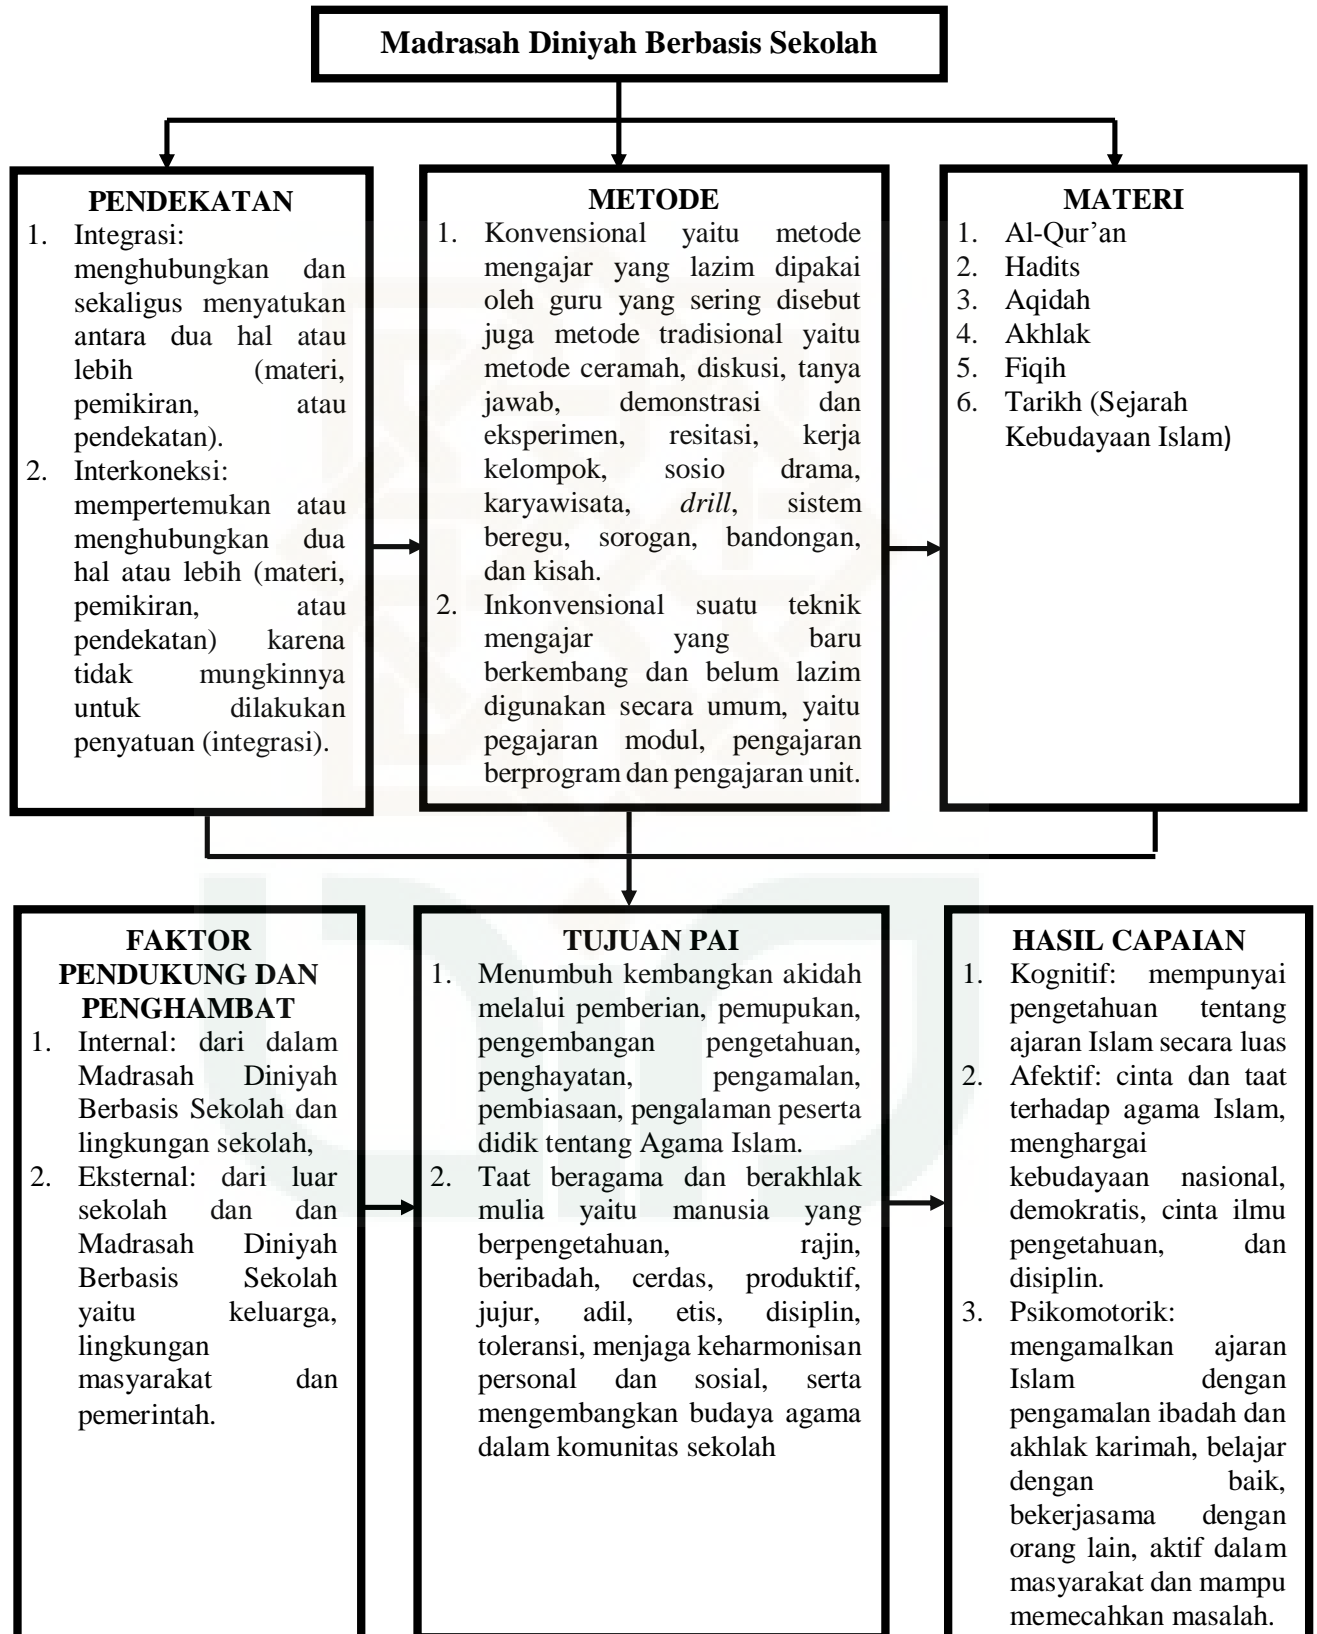 Madrasah Diniyah Berbasis Sekolah
PENDEKATAN
1. Integrasi:
menghubungkan dan
sekaligus menyatukan
antara dua hal atau
lebih (materi,
pemikiran, atau
pendekatan).
2. Interkoneksi:
mempertemukan atau
menghubungkan dua
hal atau lebih (materi,
pemikiran, atau
pendekatan) karena
tidak mungkinnya
untuk dilakukan
penyatuan (integrasi).
METODE
1. Konvensional yaitu metode
mengajar yang lazim dipakai
oleh guru yang sering disebut
juga metode tradisional yaitu
metode ceramah, diskusi, tanya
jawab, demonstrasi dan
eksperimen, resitasi, kerja
kelompok, sosio drama,
karyawisata, drill, sistem
beregu, sorogan, bandongan,
dan kisah.
2. Inkonvensional suatu teknik
mengajar yang baru
berkembang dan belum lazim
digunakan secara umum, yaitu
pegajaran modul, pengajaran
berprogram dan pengajaran unit.
MATERI
1. Al-Qur’an
2. Hadits
3. Aqidah
4. Akhlak
5. Fiqih
6. Tarikh (Sejarah
Kebudayaan Islam)
FAKTOR
PENDUKUNG DAN
PENGHAMBAT
1. Internal: dari dalam
Madrasah Diniyah
Berbasis Sekolah dan
lingkungan sekolah,
2. Eksternal: dari luar
sekolah dan dan
Madrasah Diniyah
Berbasis Sekolah
yaitu keluarga,
lingkungan
masyarakat dan
pemerintah.
TUJUAN PAI
1. Menumbuh kembangkan akidah
melalui pemberian, pemupukan,
pengembangan pengetahuan,
penghayatan, pengamalan,
pembiasaan, pengalaman peserta
didik tentang Agama Islam.
2. Taat beragama dan berakhlak
mulia yaitu manusia yang
berpengetahuan, rajin,
beribadah, cerdas, produktif,
jujur, adil, etis, disiplin,
toleransi, menjaga keharmonisan
personal dan sosial, serta
mengembangkan budaya agama
dalam komunitas sekolah
HASIL CAPAIAN
1. Kognitif: mempunyai
pengetahuan tentang
ajaran Islam secara luas
2. Afektif: cinta dan taat
terhadap agama Islam,
menghargai
kebudayaan nasional,
demokratis, cinta ilmu
pengetahuan, dan
disiplin.
3. Psikomotorik:
mengamalkan ajaran
Islam dengan
pengamalan ibadah dan
akhlak karimah, belajar
dengan baik,
bekerjasama dengan
orang lain, aktif dalam
masyarakat dan mampu
memecahkan masalah.